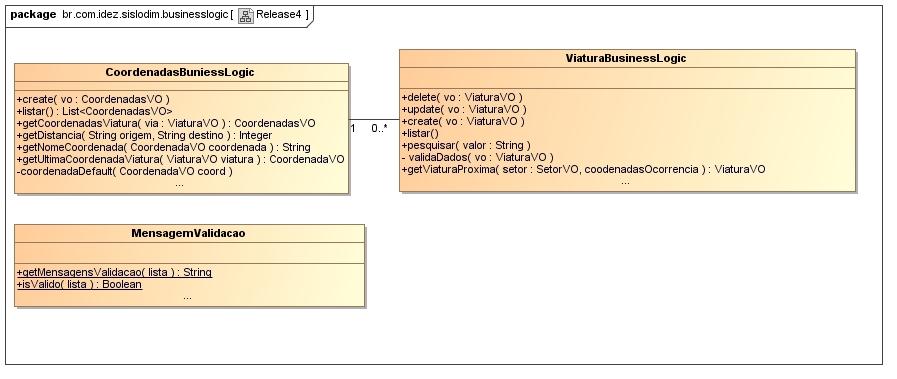 package br.com.idez.sislodim.businesslogic [ Release4 ]
CoordenadasBuniessLogic
+create( vo : CoordenadasVO )
+listar() : List<CoordenadasVO>
+getCoordenadasViatura( via : ViaturaVO ) : CoordenadasVO
+getDistancia( String origem, String destino ) : Integer
+getNomeCoordenada( CoordenadaVO coordenada ) : String
+getUltimaCoordenadaViatura( ViaturaVO viatura ) : CoordenadaVO
-coordenadaDefault( CoordenadaVO coord )
...
1 0..*
ViaturaBusinessLogic
+delete( vo : ViaturaVO )
+update( vo : ViaturaVO )
+create( vo : ViaturaVO )
+listar()
+pesquisar( valor : String )
- validaDados( vo : ViaturaVO )
+getViaturaProxima( setor : SetorVO, coodenadasOcorrencia ) : ViaturaVO
...
MensagemValidacao
+getMensagensValidacao( lista ) : String
+isValido( lista ) : Boolean
...